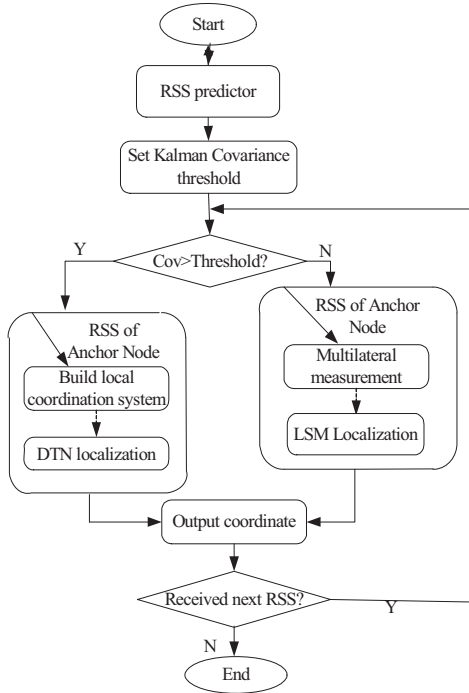 Start
RSS predictor
Set Kalman Covariance
threshold
Y
Cov>Threshold?
N
RSS of
Anchor Node
Build local
coordination system
DTN localization
RSS of Anchor
Node
Multilateral
measurement
LSM Localization
Output coordinate
Received next RSS?
Y
N
End